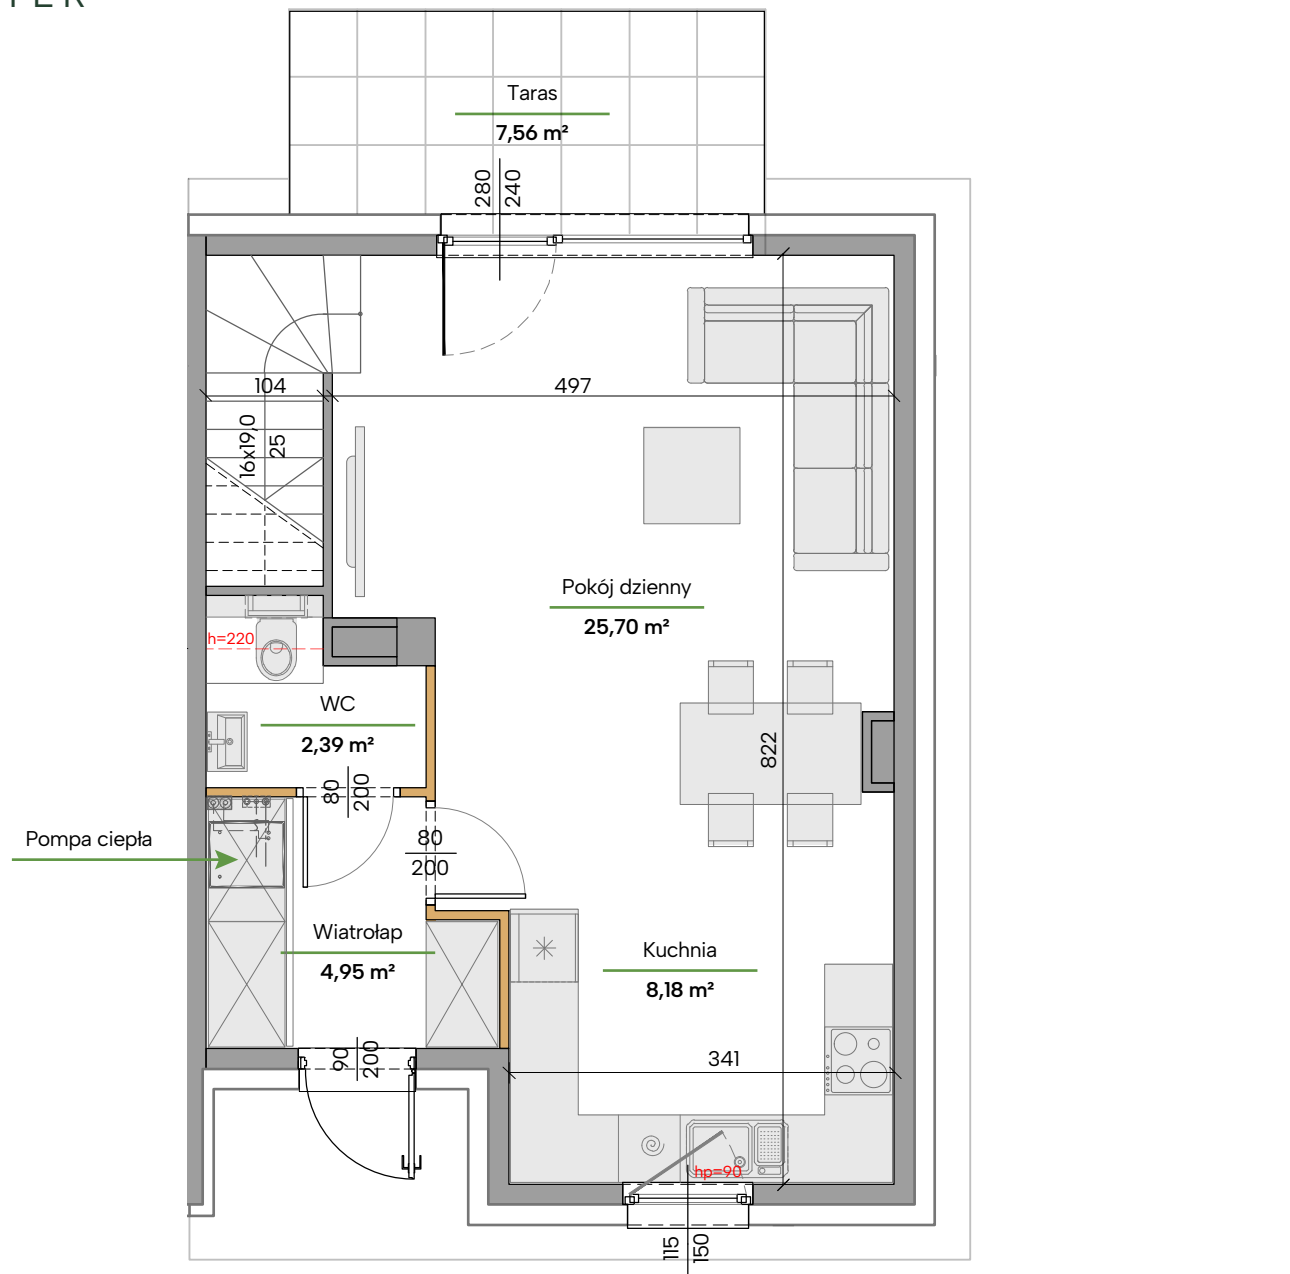 Taras
7,56 m²
280
240
104
497
16x19,0
25
Pokój dzienny
25,70 m²
h=220
WC
2,39 m²
80
200
822
Pompa ciepła
80
200
Wiatrołap
4,95 m²
Kuchnia
8,18 m²
90
200
341
hp=90
115
150